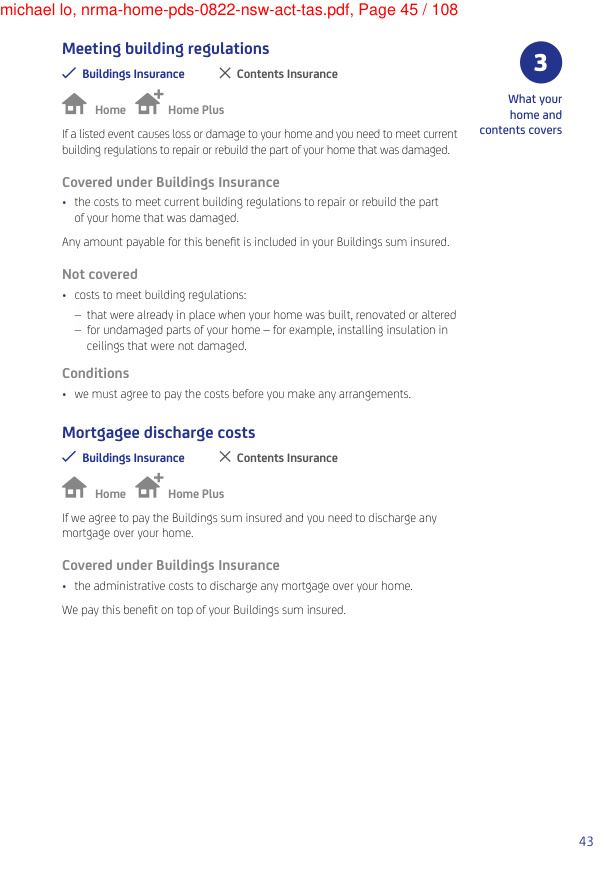 michael lo, nrma-home-pds-0822-nsw-act-tas.pdf, Page 45 / 108
Meeting building regulations
Buildings Insurance Contents Insurance
Home Home Plus
If a listed event causes loss or damage to your home and you need to meet current
building regulations to repair or rebuild the part of your home that was damaged.
Covered under Buildings Insurance
• the costs to meet current building regulations to repair or rebuild the part
of your home that was damaged.
Any amount payable for this benefit is included in your Buildings sum insured.
Not covered
• costs to meet building regulations:
– that were already in place when your home was built, renovated or altered
– for undamaged parts of your home – for example, installing insulation in
ceilings that were not damaged.
Conditions
• we must agree to pay the costs before you make any arrangements.
Mortgagee discharge costs
Buildings Insurance Contents Insurance
Home Home Plus
If we agree to pay the Buildings sum insured and you need to discharge any
mortgage over your home.
Covered under Buildings Insurance
• the administrative costs to discharge any mortgage over your home.
We pay this benefit on top of your Buildings sum insured.
3
What your
home and
contents covers
43